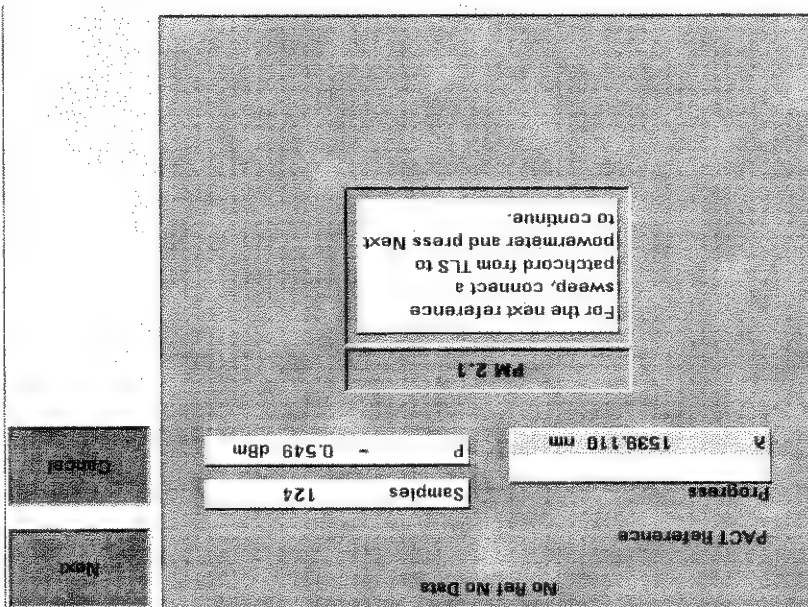 No Ref No Data
PACT Reference
Progress
λ 1539.110 nm
Samples 124
P - 0.549 dBm
PM 2.1
For the next reference
sweep, connect a
patchcord from TLS to
powermeter and press Next
to continue.
Next
Cancel